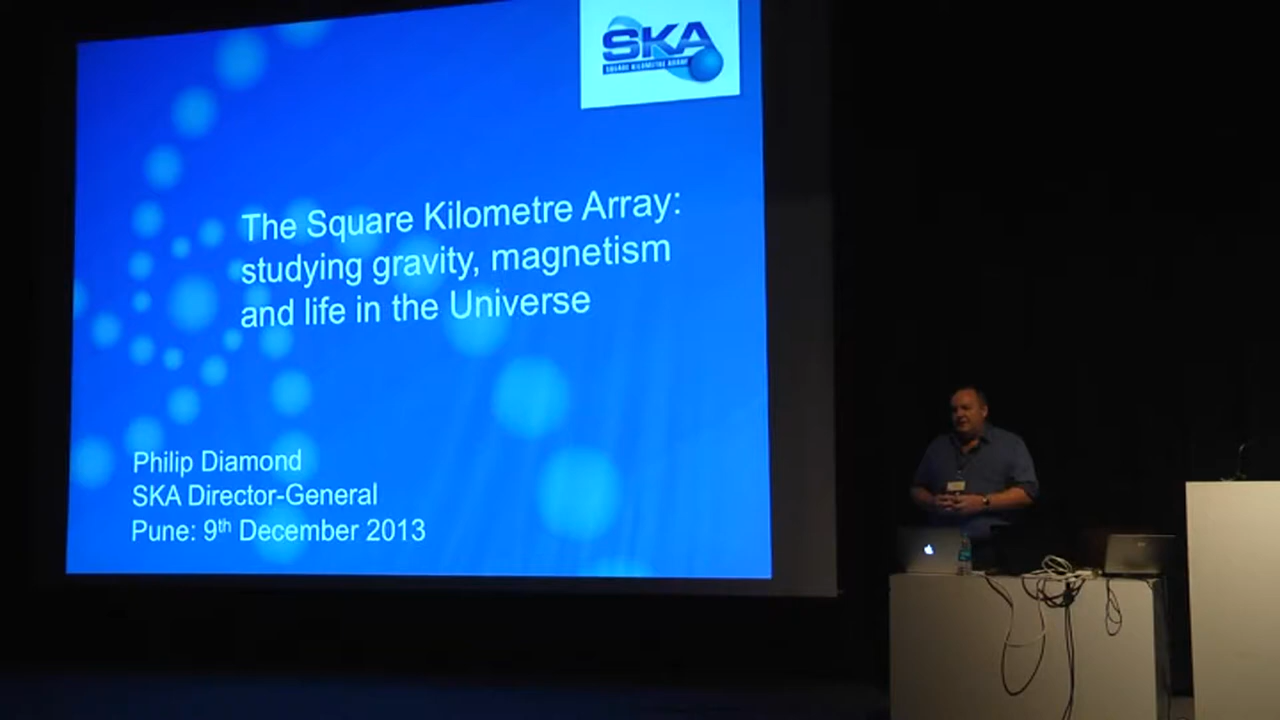 SKA
SQUARE KILOMETRE ARRAY
The Square Kilometre Array:
studying gravity, magnetism
and life in the Universe
Philip Diamond
SKA Director-General
Pune: 9th December 2013